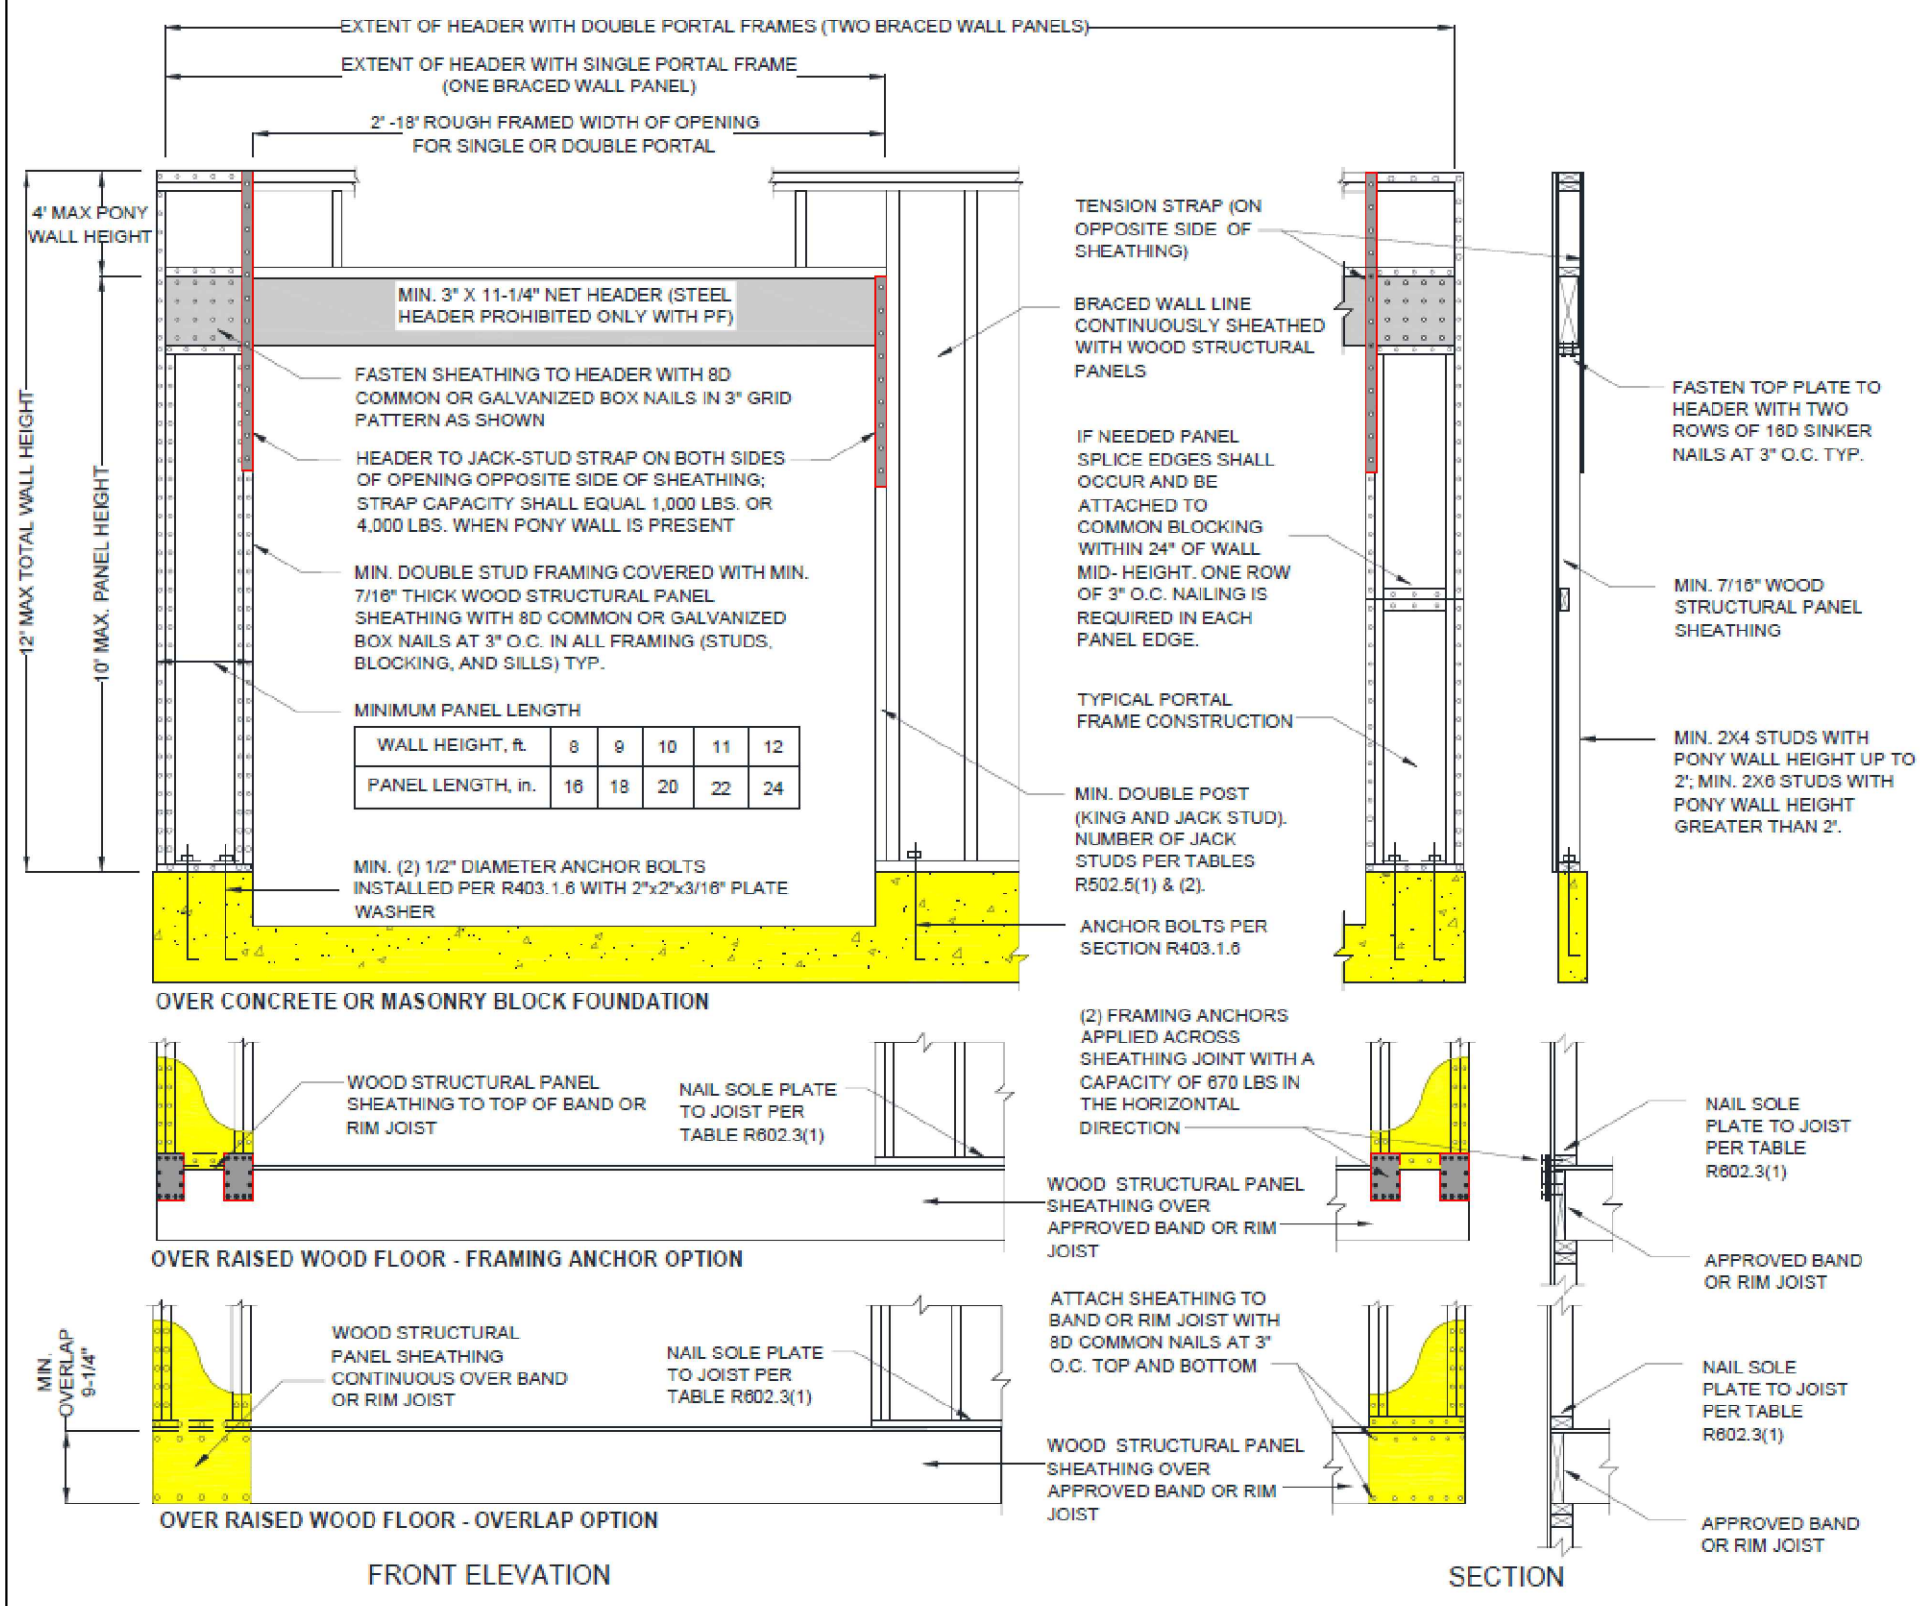 EXTENT OF HEADER WITH DOUBLE PORTAL FRAMES (TWO BRACED WALL PANELS)
EXTENT OF HEADER WITH SINGLE PORTAL FRAME
(ONE BRACED WALL PANEL)
2' -18' ROUGH FRAMED WIDTH OF OPENING
FOR SINGLE OR DOUBLE PORTAL
4' MAX PONY
WALL HEIGHT
12' MAX TOTAL WALL HEIGHT
10' MAX. PANEL HEIGHT
MIN. 3" X 11-1/4" NET HEADER (STEEL
HEADER PROHIBITED ONLY WITH PF)
FASTEN SHEATHING TO HEADER WITH 8D
COMMON OR GALVANIZED BOX NAILS IN 3" GRID
PATTERN AS SHOWN
HEADER TO JACK-STUD STRAP ON BOTH SIDES
OF OPENING OPPOSITE SIDE OF SHEATHING;
STRAP CAPACITY SHALL EQUAL 1,000 LBS. OR
4,000 LBS. WHEN PONY WALL IS PRESENT
MIN. DOUBLE STUD FRAMING COVERED WITH MIN.
7/16" THICK WOOD STRUCTURAL PANEL
SHEATHING WITH 8D COMMON OR GALVANIZED
BOX NAILS AT 3" O.C. IN ALL FRAMING (STUDS,
BLOCKING, AND SILLS) TYP.
MINIMUM PANEL LENGTH
WALL HEIGHT, ft. 8 9 10 11 12
PANEL LENGTH, in. 16 18 20 22 24
MIN. (2) 1/2" DIAMETER ANCHOR BOLTS
INSTALLED PER R403.1.6 WITH 2"x2"x3/16" PLATE
WASHER
TENSION STRAP (ON
OPPOSITE SIDE OF
SHEATHING)
BRACED WALL LINE
CONTINUOUSLY SHEATHED
WITH WOOD STRUCTURAL
PANELS
IF NEEDED PANEL
SPLICE EDGES SHALL
OCCUR AND BE
ATTACHED TO
COMMON BLOCKING
WITHIN 24" OF WALL
MID- HEIGHT. ONE ROW
OF 3" O.C. NAILING IS
REQUIRED IN EACH
PANEL EDGE.
TYPICAL PORTAL
FRAME CONSTRUCTION
MIN. DOUBLE POST
(KING AND JACK STUD).
NUMBER OF JACK
STUDS PER TABLES
R502.5(1) & (2).
ANCHOR BOLTS PER
SECTION R403.1.6
FASTEN TOP PLATE TO
HEADER WITH TWO
ROWS OF 16D SINKER
NAILS AT 3" O.C. TYP.
MIN. 7/16" WOOD
STRUCTURAL PANEL
SHEATHING
MIN. 2X4 STUDS WITH
PONY WALL HEIGHT UP TO
2'; MIN. 2X6 STUDS WITH
PONY WALL HEIGHT
GREATER THAN 2'.
OVER CONCRETE OR MASONRY BLOCK FOUNDATION
WOOD STRUCTURAL PANEL
SHEATHING TO TOP OF BAND OR
RIM JOIST
NAIL SOLE PLATE
TO JOIST PER
TABLE R602.3(1)
(2) FRAMING ANCHORS
APPLIED ACROSS
SHEATHING JOINT WITH A
CAPACITY OF 670 LBS IN
THE HORIZONTAL
DIRECTION
WOOD STRUCTURAL PANEL
SHEATHING OVER
APPROVED BAND OR RIM
JOIST
NAIL SOLE
PLATE TO JOIST
PER TABLE
R602.3(1)
APPROVED BAND
OR RIM JOIST
OVER RAISED WOOD FLOOR - FRAMING ANCHOR OPTION
MIN.
OVERLAP
9-1/4"
WOOD STRUCTURAL
PANEL SHEATHING
CONTINUOUS OVER BAND
OR RIM JOIST
NAIL SOLE PLATE
TO JOIST PER
TABLE R602.3(1)
ATTACH SHEATHING TO
BAND OR RIM JOIST WITH
8D COMMON NAILS AT 3"
O.C. TOP AND BOTTOM
WOOD STRUCTURAL PANEL
SHEATHING OVER
APPROVED BAND OR RIM
JOIST
NAIL SOLE
PLATE TO JOIST
PER TABLE
R602.3(1)
APPROVED BAND
OR RIM JOIST
OVER RAISED WOOD FLOOR - OVERLAP OPTION
FRONT ELEVATION
SECTION